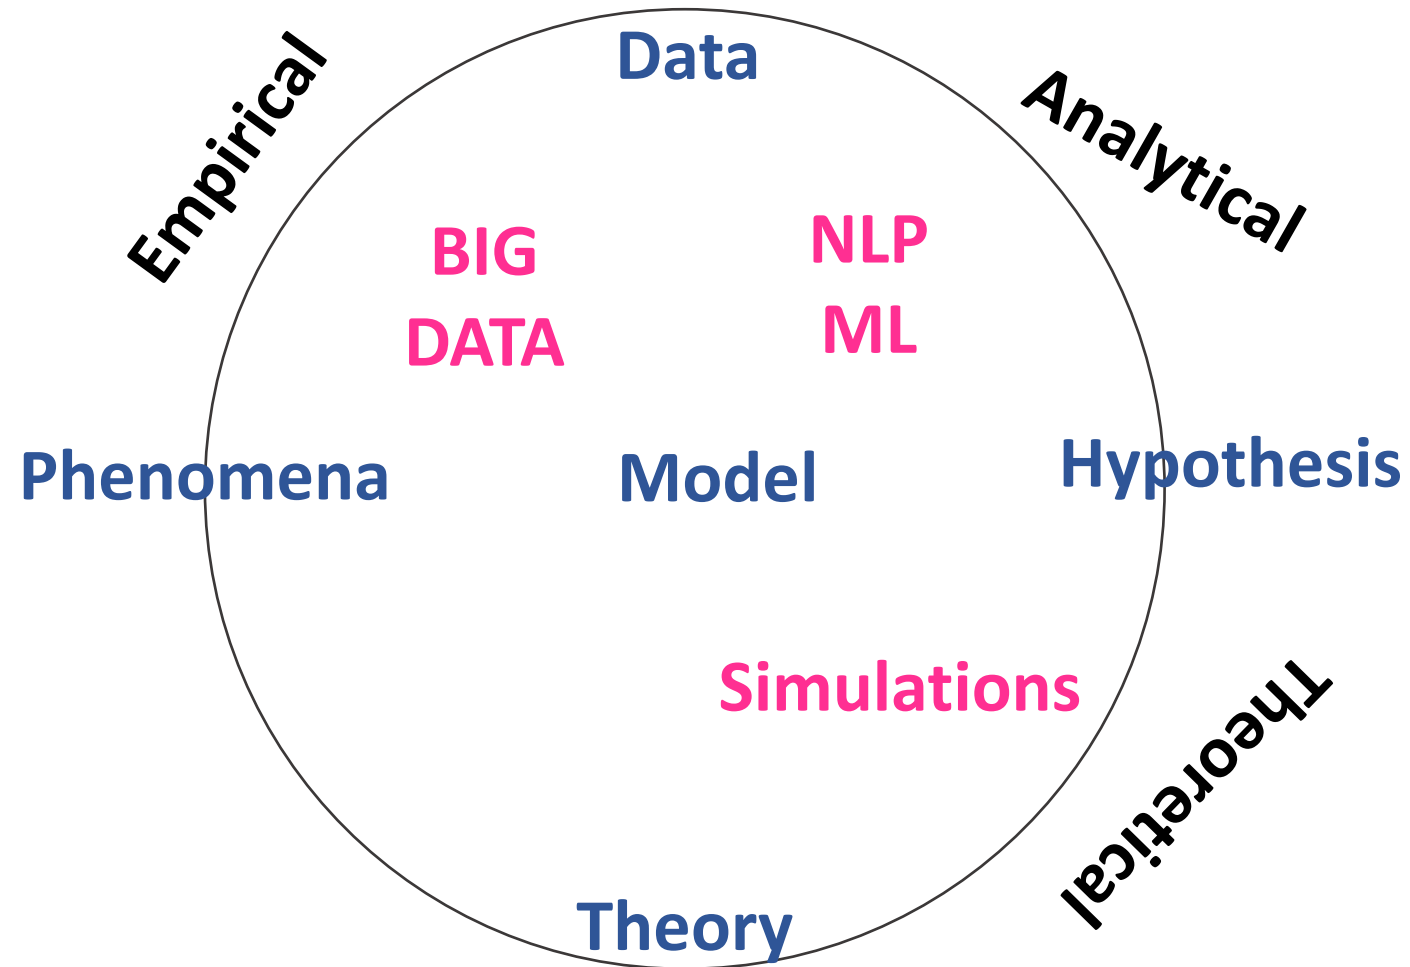 Data
Empirical
Analytical
BIG
DATA
NLP
ML
Phenomena
Model
Hypothesis
Simulations
Theoretical
Theory